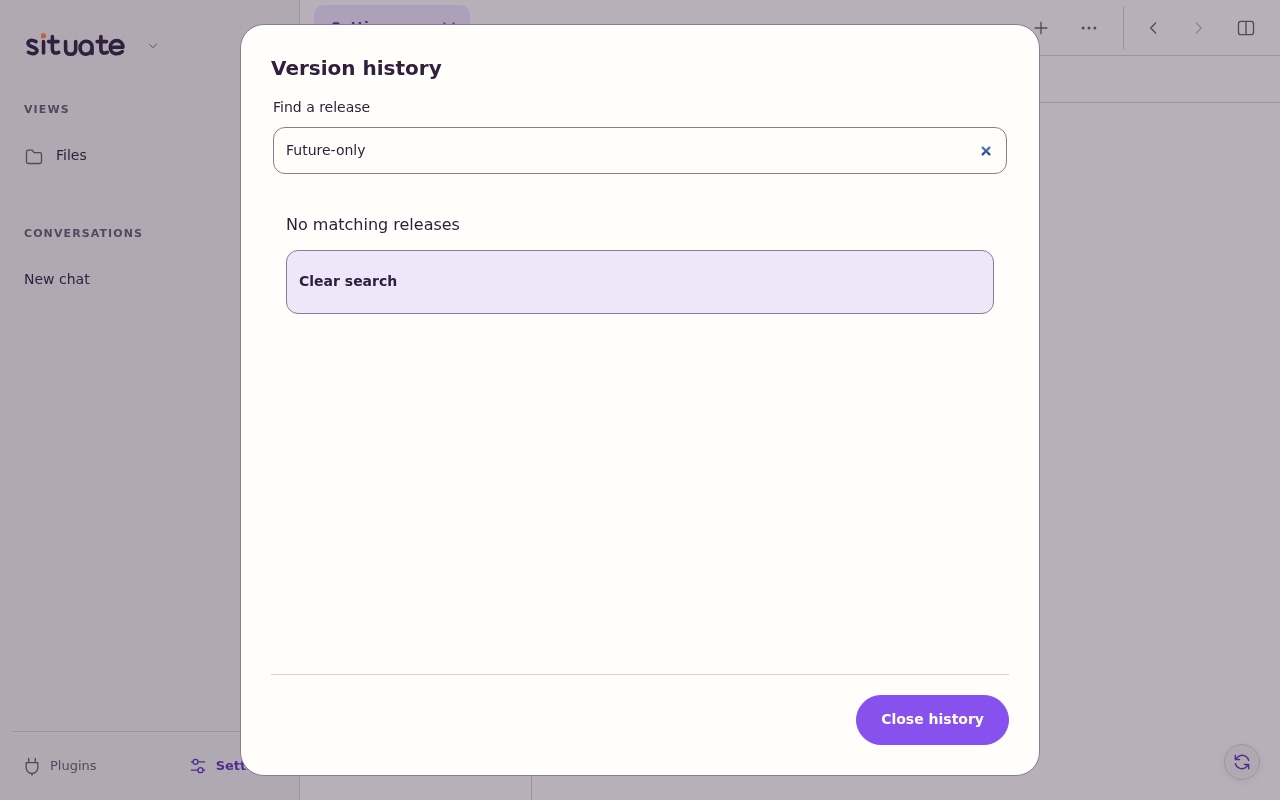 situate
VIEWS
Files
CONVERSATIONS
New chat
Plugins
Version history
Find a release
Future-only
No matching releases
Clear search
Close history